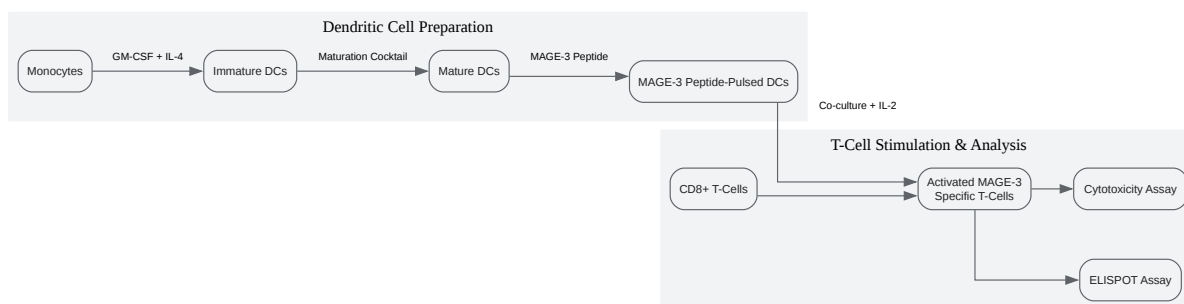 Dendritic Cell Preparation
Monocytes
GM-CSF + IL-4
Immature DCs
Maturation Cocktail
Mature DCs
MAGE-3 Peptide
MAGE-3 Peptide-Pulsed DCs
Co-culture + IL-2
T-Cell Stimulation & Analysis
CD8+ T-Cells
Activated MAGE-3
Specific T-Cells
Cytotoxicity Assay
ELISPOT Assay